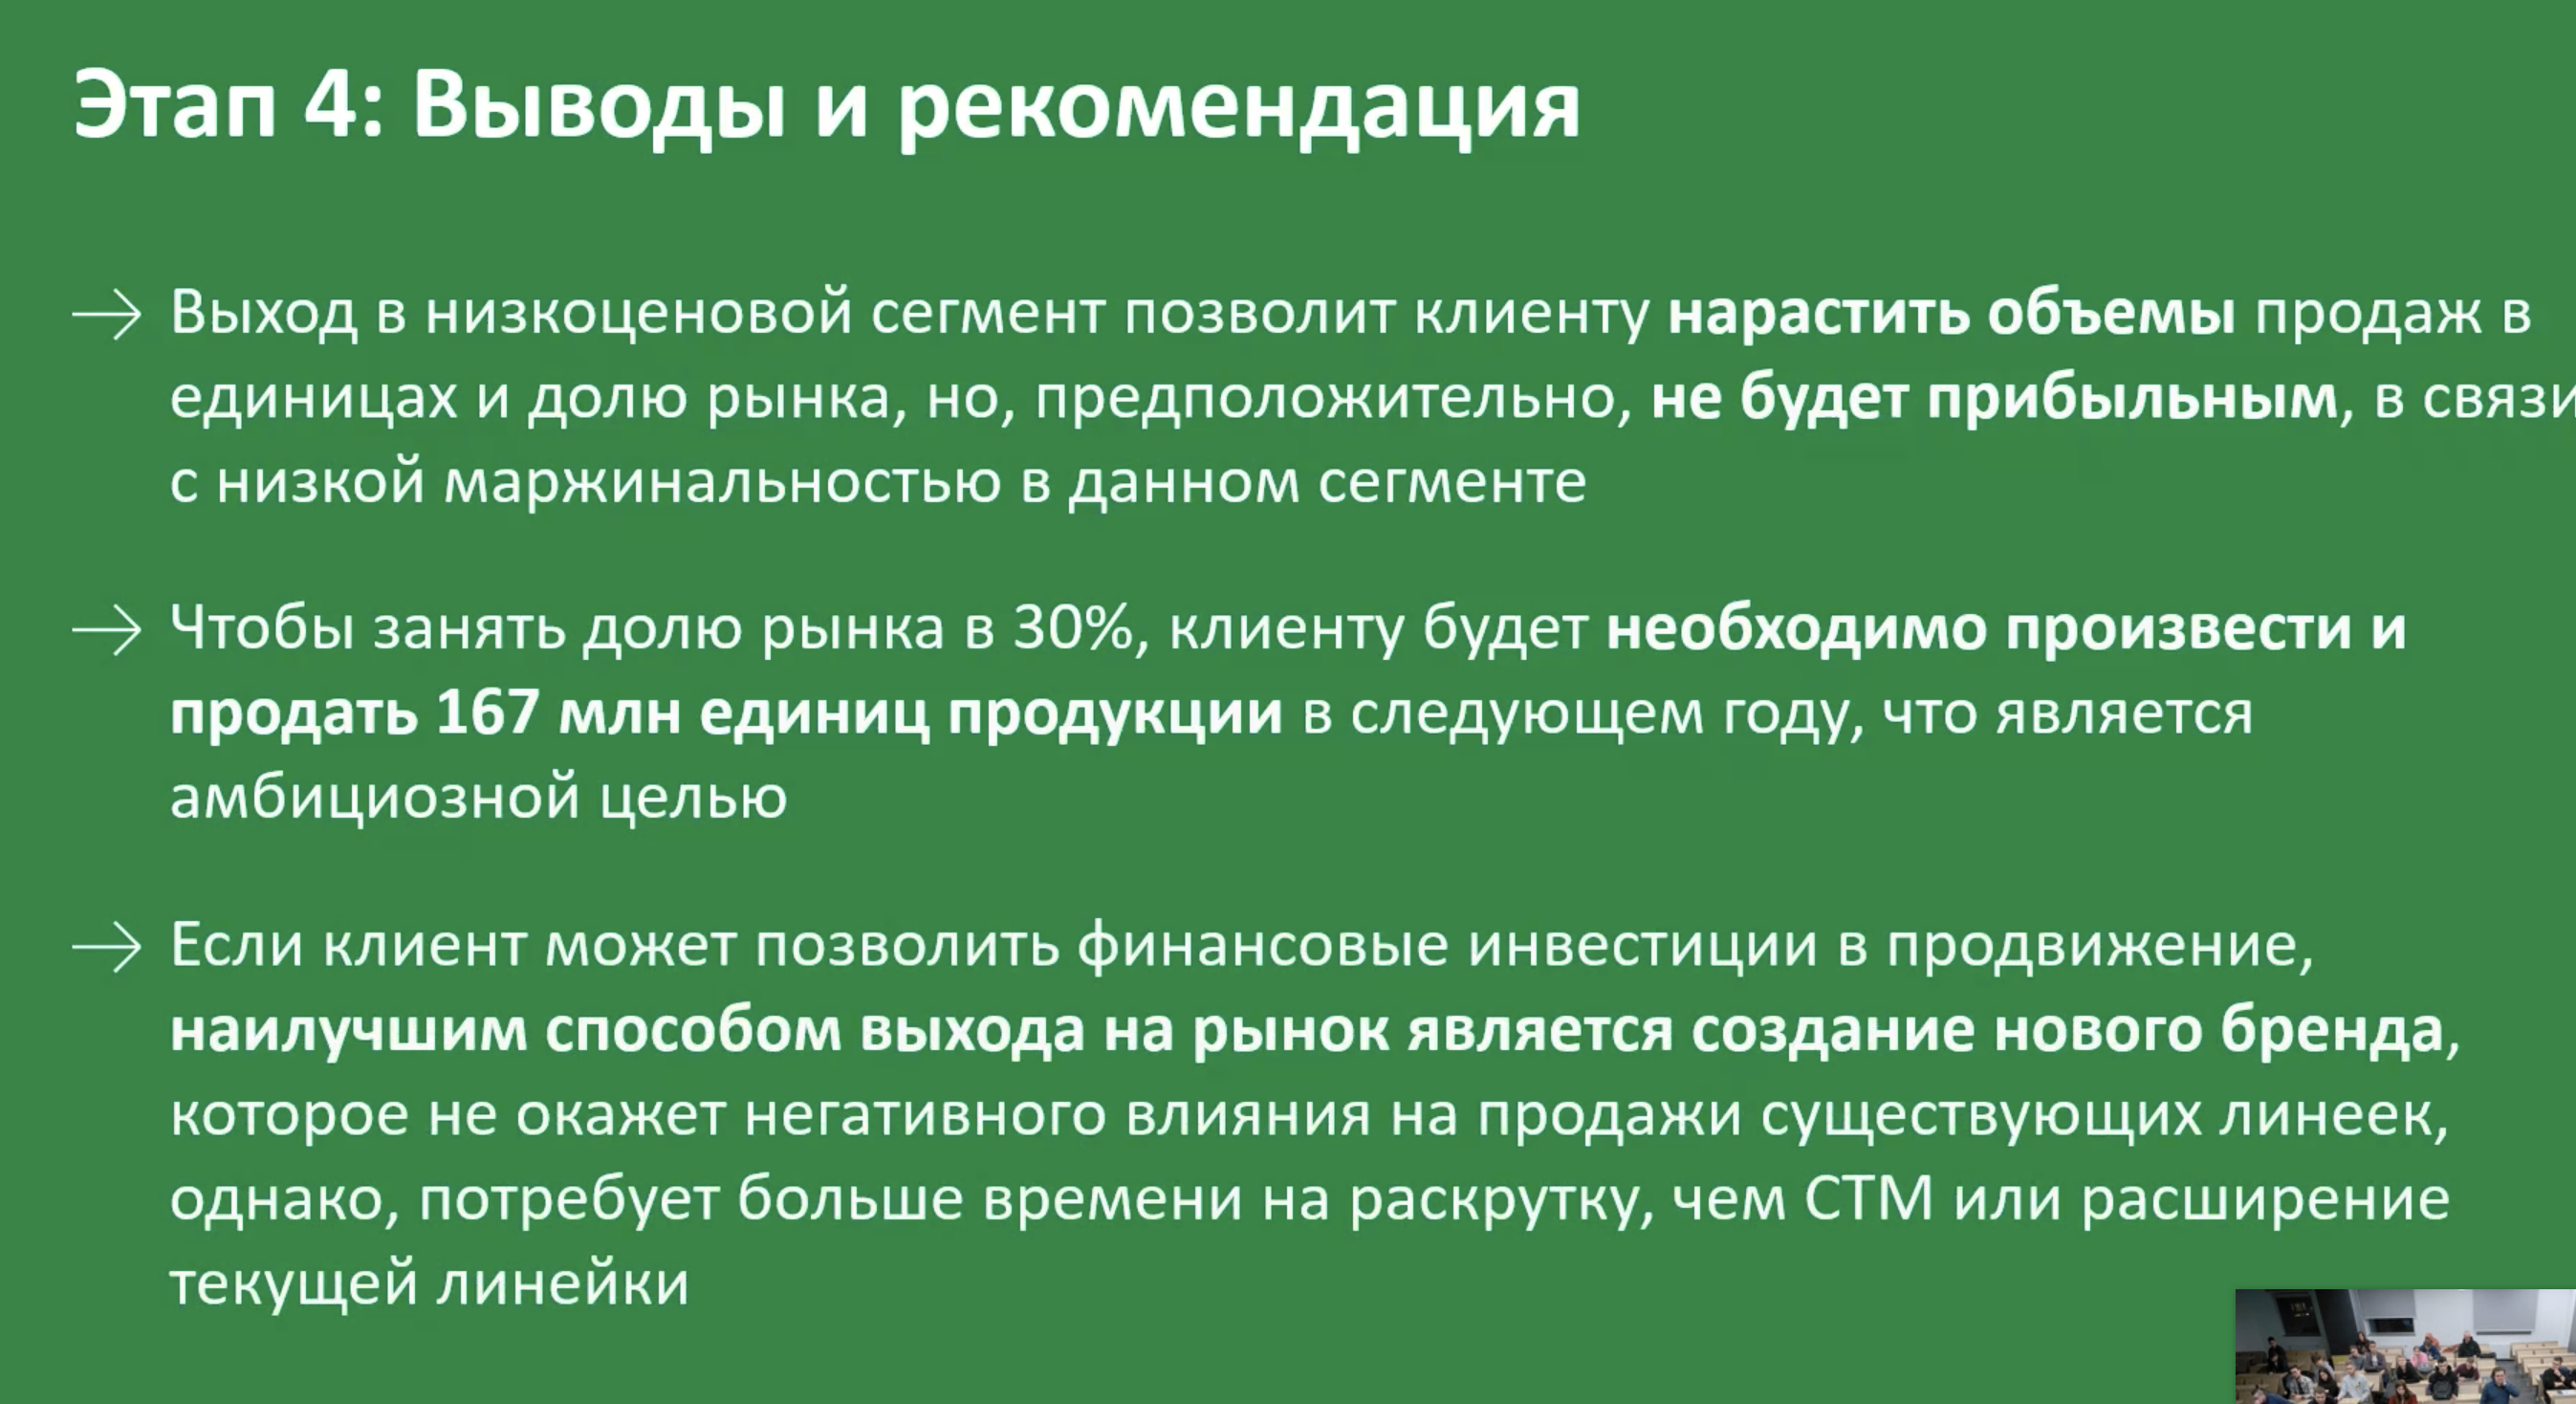 Этап 4: Выводы и рекомендация
→ Выход в низкоценовой сегмент позволит клиенту нарастить объемы продаж в
единицах и долю рынка, но, предположительно, не будет прибыльным, в связи
с низкой маржинальностью в данном сегменте
→ Чтобы занять долю рынка в 30%, клиенту будет необходимо произвести и
продать 167 млн единиц продукции в следующем году, что является
амбициозной целью
→ Если клиент может позволить финансовые инвестиции в продвижение,
наилучшим способом выхода на рынок является создание нового бренда,
которое не окажет негативного влияния на продажи существующих линеек,
однако, потребует больше времени на раскрутку, чем СТМ или расширение
текущей линейки